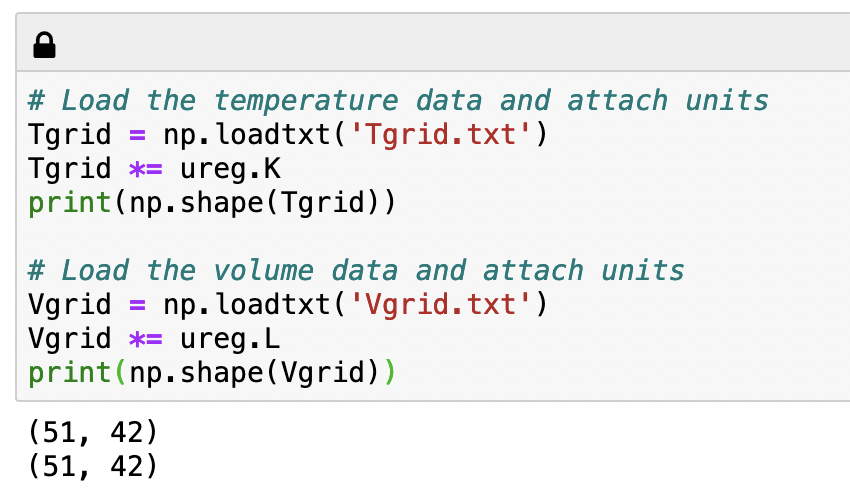 # Load the temperature data and attach units
Tgrid = np.loadtxt('Tgrid.txt')
Tgrid *= ureg.K
print(np.shape(Tgrid))
# Load the volume data and attach units
Vgrid = np.loadtxt('Vgrid.txt')
Vgrid *= ureg.L
print(np.shape(Vgrid))
(51, 42)
(51, 42)